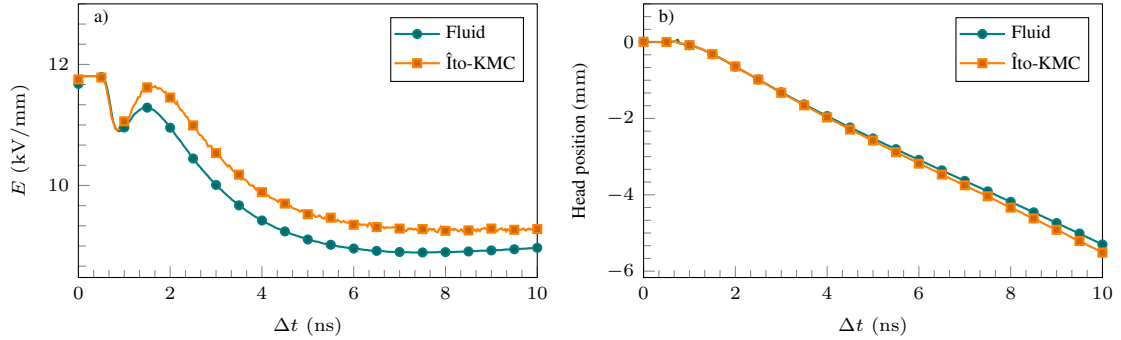 a)
Fluid
Îto-KMC
12
10
E (kV/mm)
0
2
4
6
8
10
Δt (ns)
b)
Fluid
Îto-KMC
0
−2
−4
−6
Head position (mm)
0
2
4
6
8
10
Δt (ns)